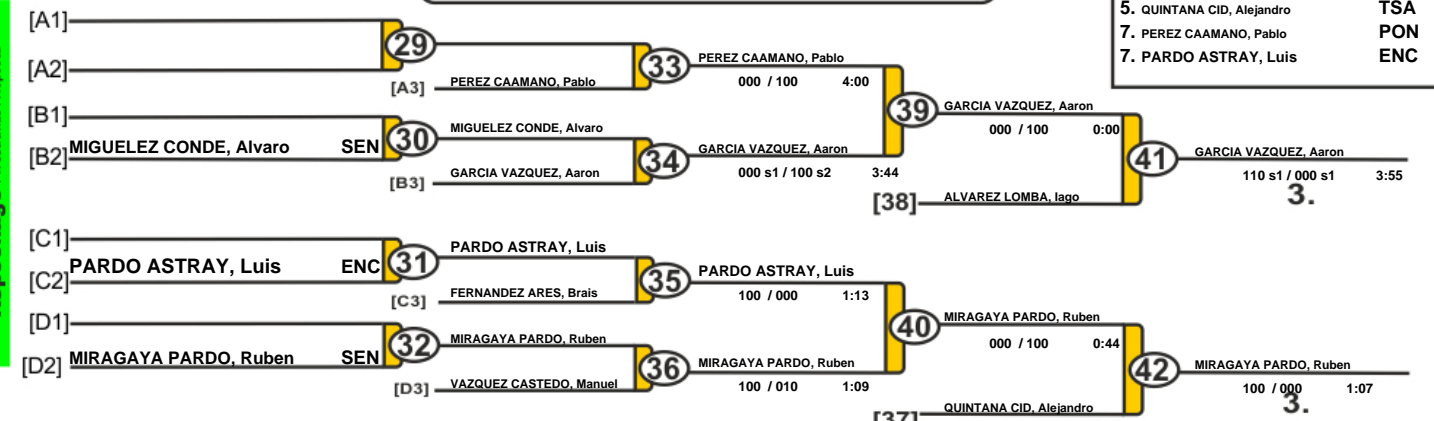 5. QUINTANA CID, Alejandro TSA
7. PEREZ CAAMANO, Pablo PON
7. PARDO ASTRAY, Luis ENC
[A1]
29
[A2]
[A3] PEREZ CAAMANO, Pablo
33
PEREZ CAAMANO, Pablo
000 / 100 4:00
[B1]
[B2] MIGUELEZ CONDE, Alvaro SEN
30
MIGUELEZ CONDE, Alvaro
[B3] GARCIA VAZQUEZ, Aaron
34
GARCIA VAZQUEZ, Aaron
000 s1 / 100 s2 3:44
39
GARCIA VAZQUEZ, Aaron
000 / 100 0:00
[38] ALVAREZ LOMBA, Iago
41
GARCIA VAZQUEZ, Aaron
110 s1 / 000 s1 3:55
3.
[C1]
[C2] PARDO ASTRAY, Luis ENC
31
PARDO ASTRAY, Luis
[C3] FERNANDEZ ARES, Brais
35
PARDO ASTRAY, Luis
100 / 000 1:13
[D1]
[D2] MIRAGAYA PARDO, Ruben SEN
32
MIRAGAYA PARDO, Ruben
[D3] VAZQUEZ CASTEDO, Manuel
36
MIRAGAYA PARDO, Ruben
100 / 010 1:09
40
MIRAGAYA PARDO, Ruben
000 / 100 0:44
[37] QUINTANA CID, Alejandro
42
MIRAGAYA PARDO, Ruben
100 / 000 1:07
3.